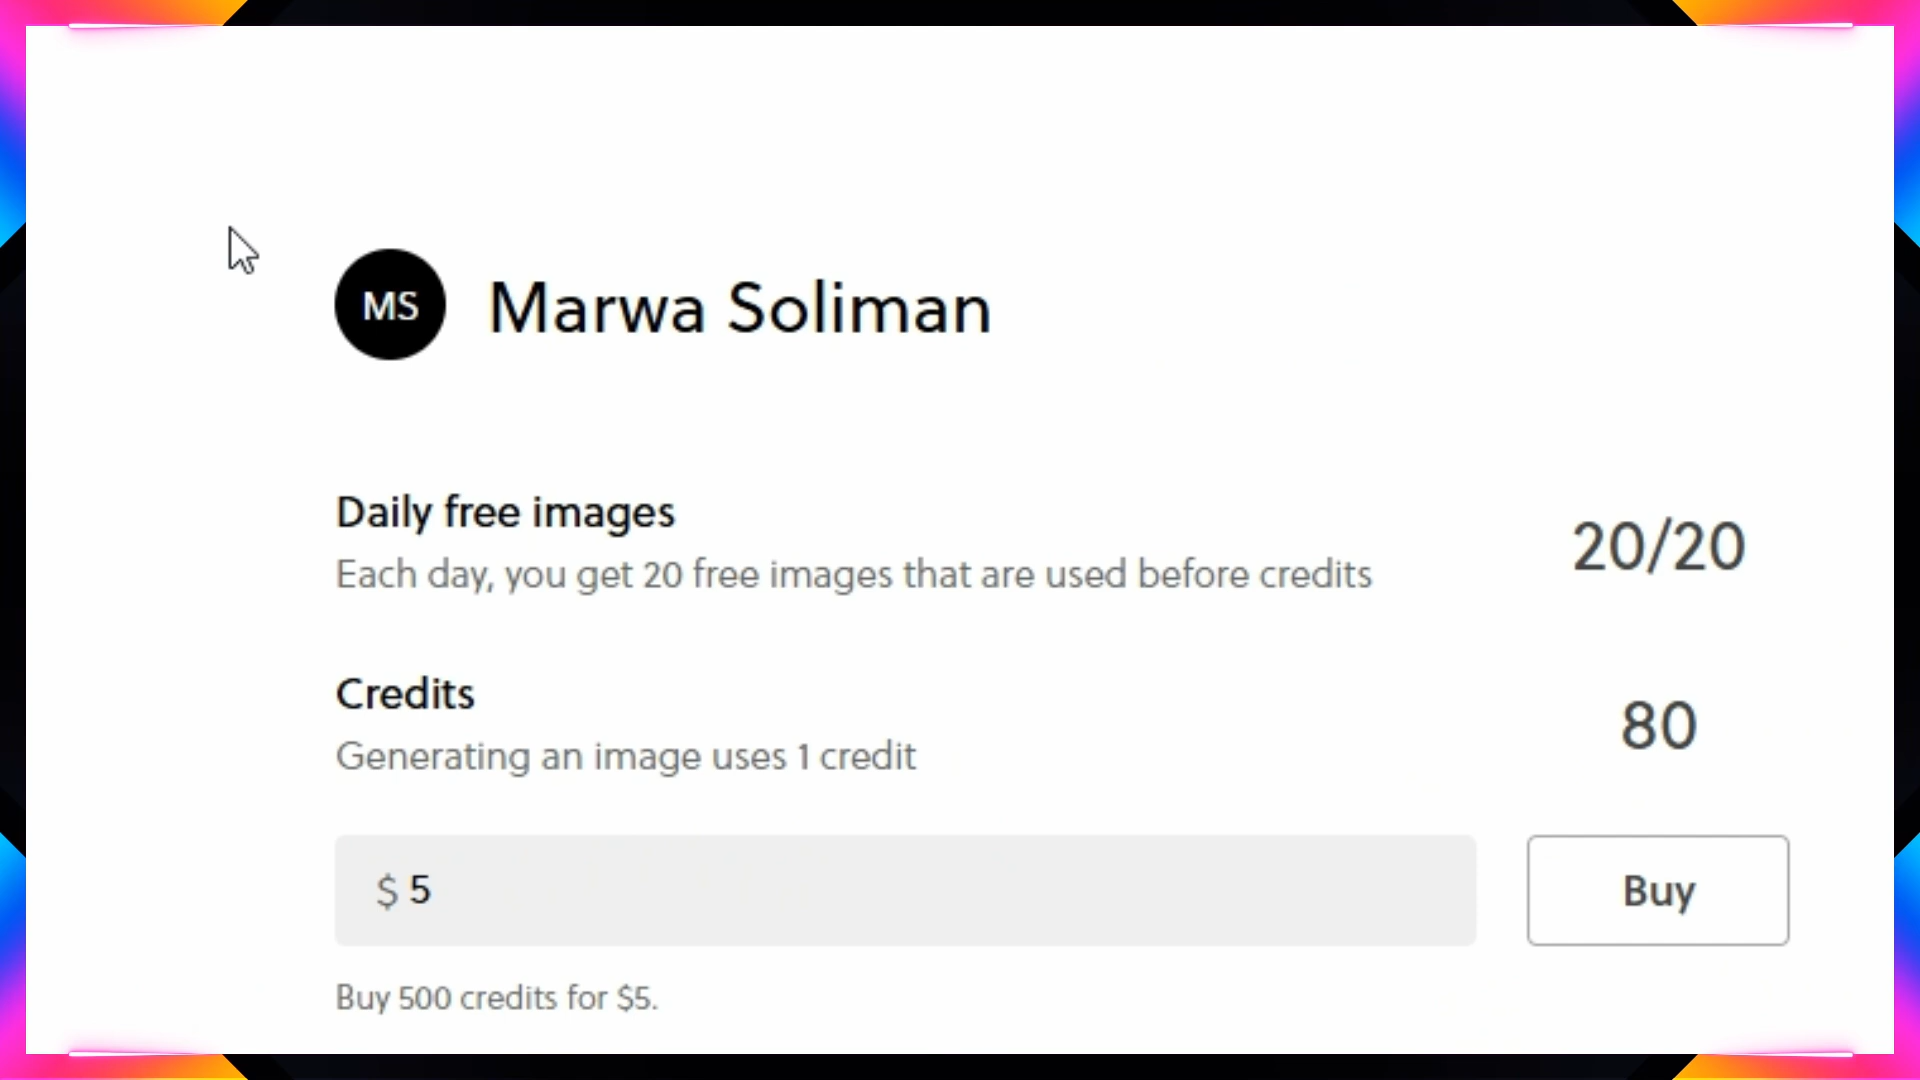 MS
Marwa Soliman
Daily free images
20/20
Each day, you get 20 free images that are used before credits
Credits
80
Generating an image uses 1 credit
$ 5
Buy
Buy 500 credits for $5.